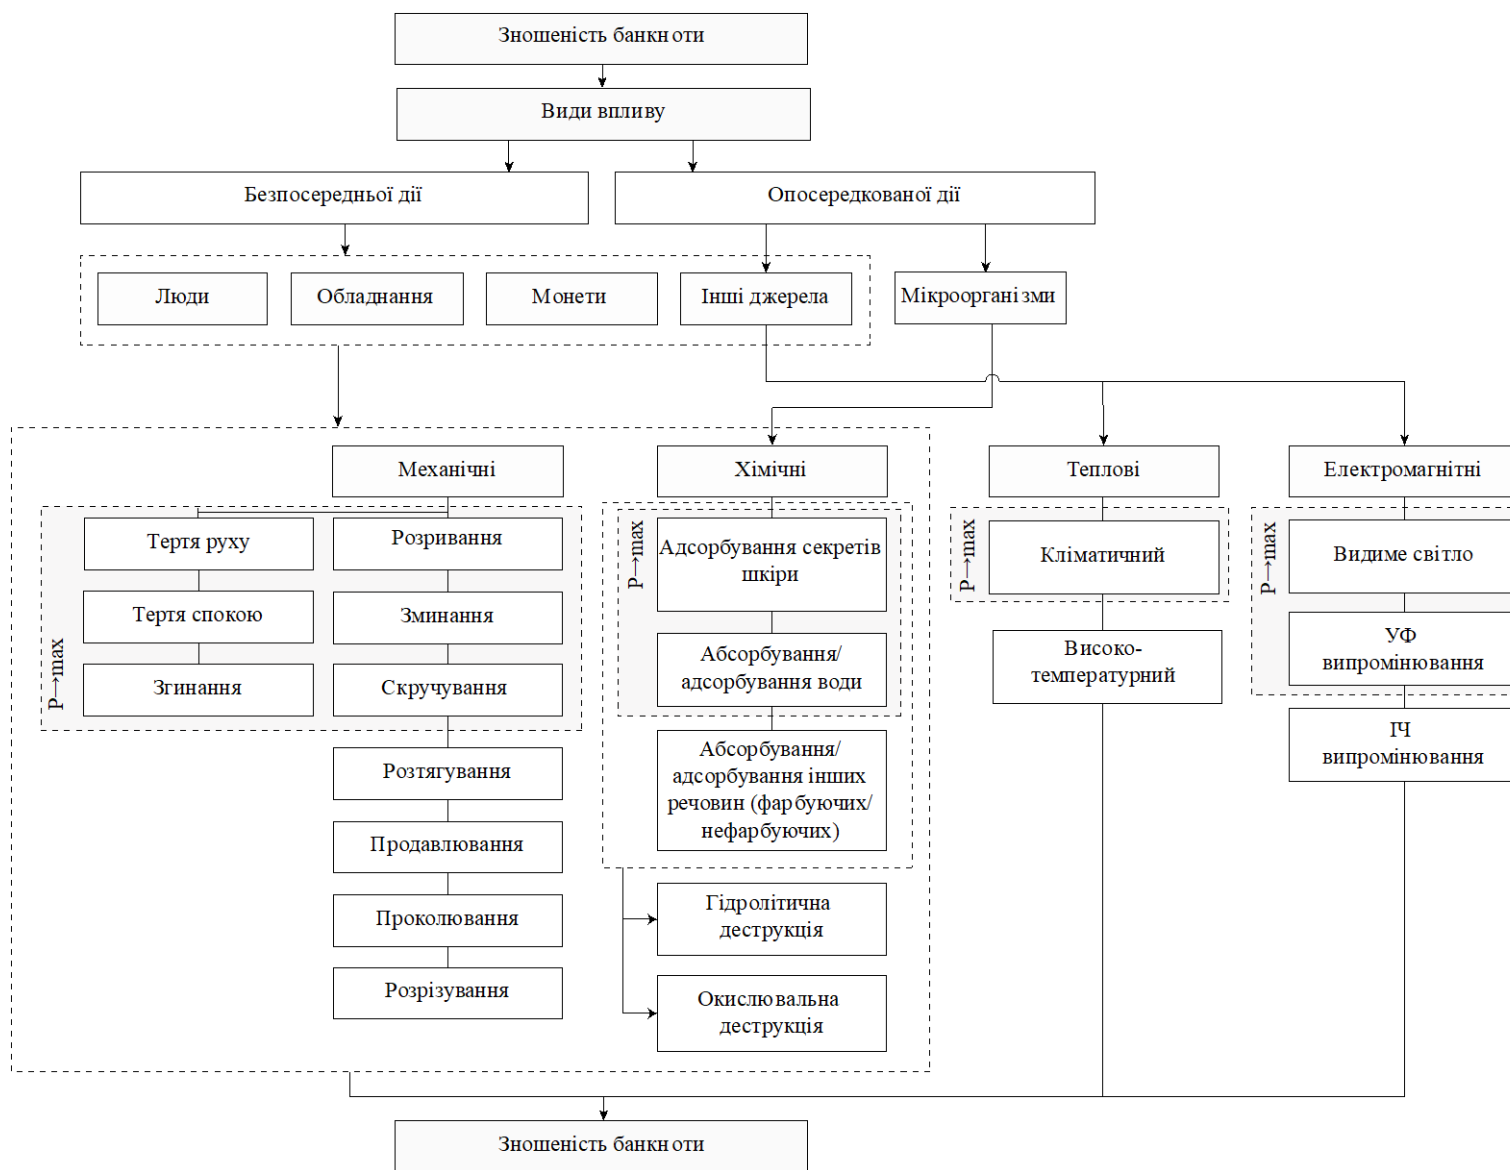 Зношеність банкноти
Види впливу
Безпосередньої дії
Опосередкованої дії
Люди
Обладнання
Монети
Інші джерела
Мікроорганізми
Механічні
Хімічні
Теплові
Електромагнітні
P→max
Тертя руху
Тертя спокою
Згинання
Розривання
Зминання
Скручування
Розтягування
Продавлювання
Проколювання
Розрізування
P→max
Адсорбування секретів
шкіри
Абсорбування/
адсорбування води
Абсорбування/
адсорбування інших
речовин (фарбуючих/
нефарбуючих)
Гідролітична
деструкція
Окислювальна
деструкція
P→max
Кліматичний
Високо-
температурний
P→max
Видиме світло
УФ
випромінювання
ІЧ
випромінювання
Зношеність банкноти